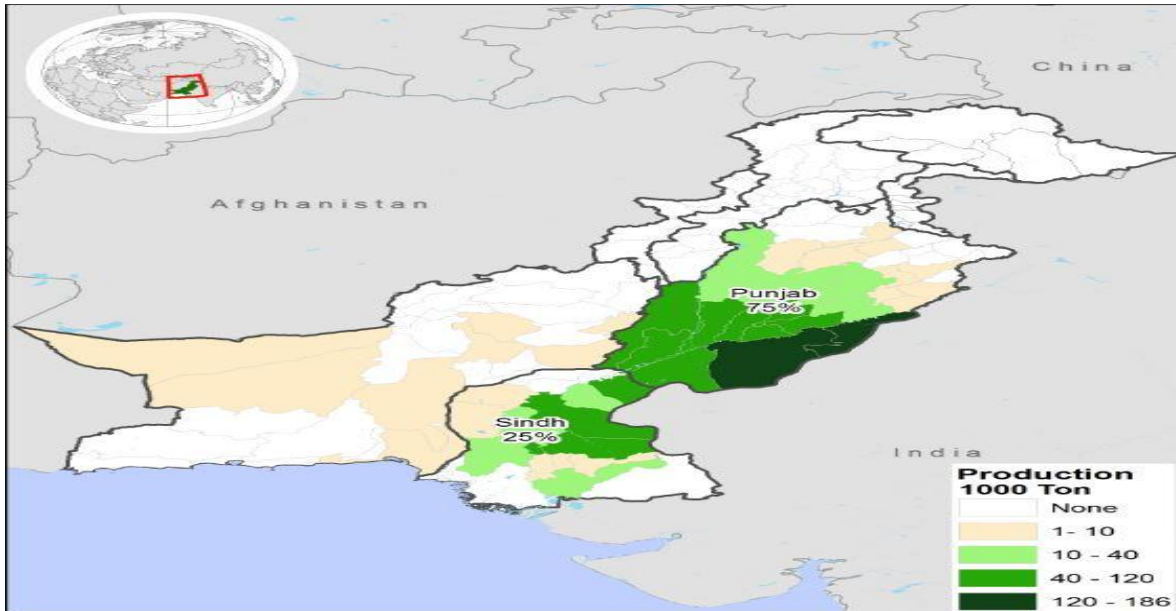 China
Afghanistan
Punjab
75%
Sindh
25%
India
Production
1000 Ton
None
1- 10
10 - 40
40 - 120
120 - 186